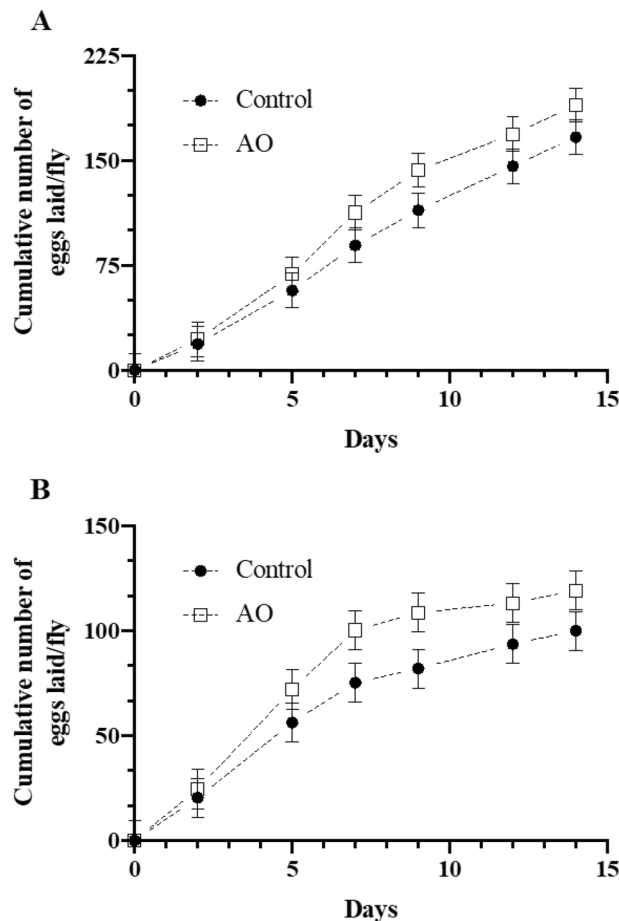 A
Cumulative number of
eggs laid/fly
225
150
75
0
Control
AO
0 5 10 15
Days
B
Cumulative number of
eggs laid/fly
150
100
50
0
Control
AO
0 5 10 15
Days